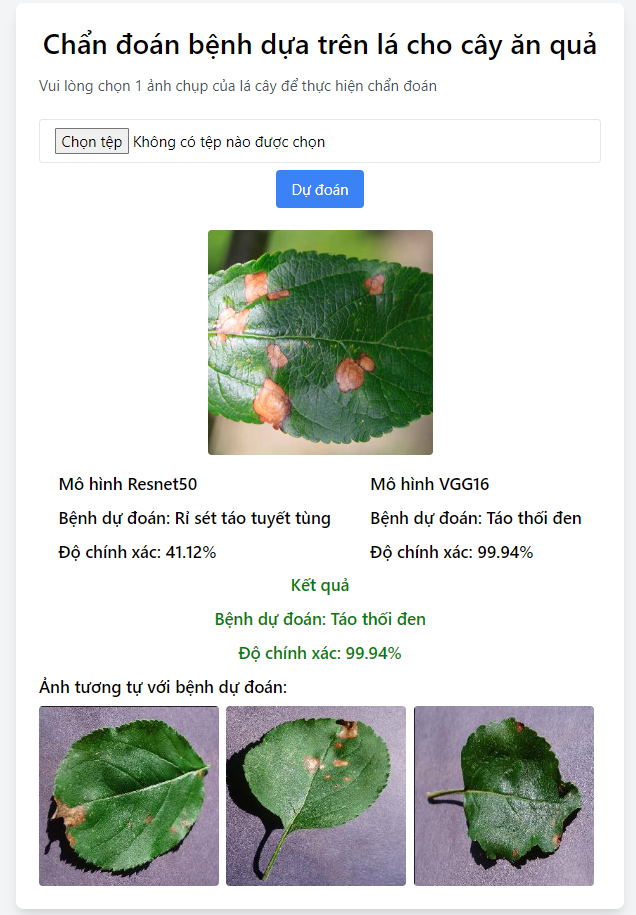 Chẩn đoán bệnh dựa trên lá cho cây ăn quả
Vui lòng chọn 1 ảnh chụp của lá cây để thực hiện chẩn đoán
Chọn tệp Không có tệp nào được chọn
Dự đoán
Mô hình Resnet50
Bệnh dự đoán: Rỉ sét táo tuyết tùng
Độ chính xác: 41.12%
Mô hình VGG16
Bệnh dự đoán: Táo thối đen
Độ chính xác: 99.94%
Kết quả
Bệnh dự đoán: Táo thối đen
Độ chính xác: 99.94%
Ảnh tương tự với bệnh dự đoán: